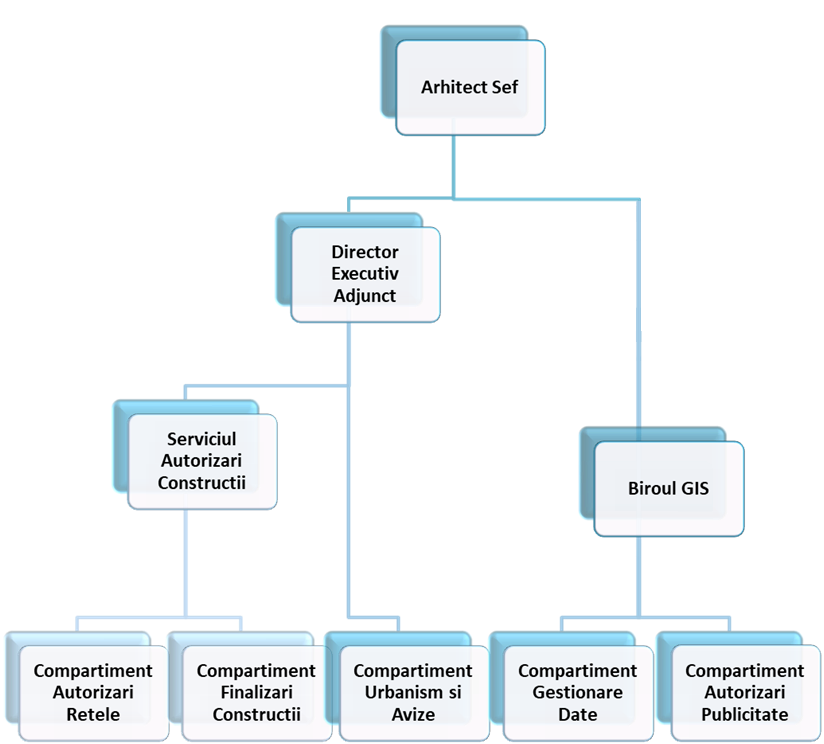 Arhitect Sef
Director
Executiv
Adjunct
Serviciul
Autorizari
Constructii
Biroul GIS
Compartiment
Autorizari
Retele
Compartiment
Finalizari
Constructii
Compartiment
Urbanism si
Avize
Compartiment
Gestionare
Date
Compartiment
Autorizari
Publicitate